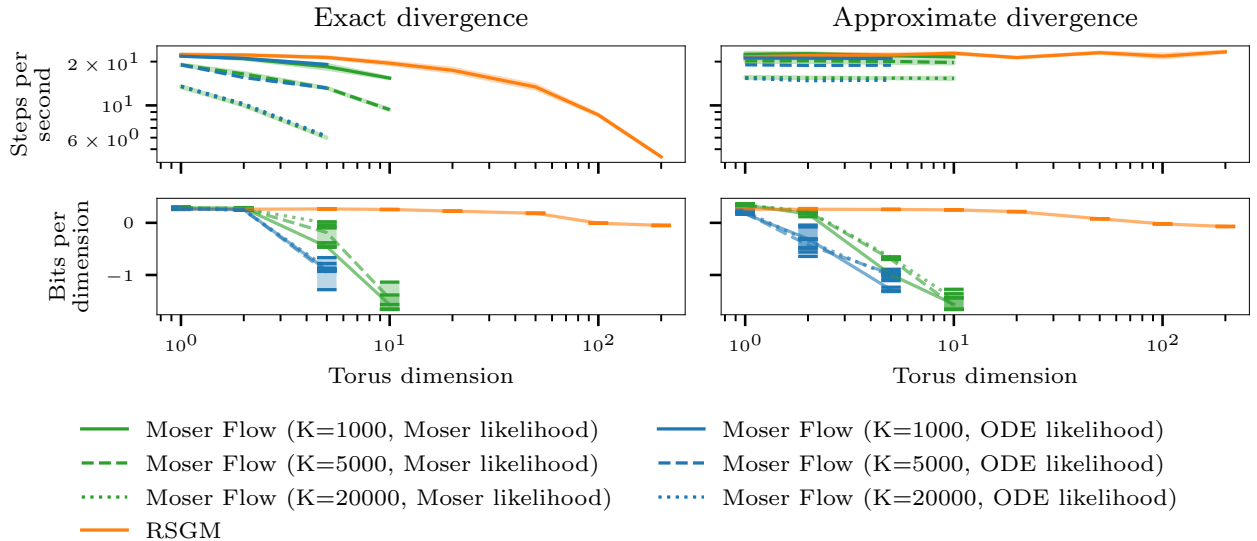 Exact divergence
Approximate divergence
Steps per
second
2 × 10¹
10¹
6 × 10⁰
Bits per
dimension
0
−1
10⁰
10¹
10²
10⁰
10¹
10²
Torus dimension
Torus dimension
Moser Flow (K=1000, Moser likelihood)
Moser Flow (K=5000, Moser likelihood)
Moser Flow (K=20000, Moser likelihood)
RSGM
Moser Flow (K=1000, ODE likelihood)
Moser Flow (K=5000, ODE likelihood)
Moser Flow (K=20000, ODE likelihood)